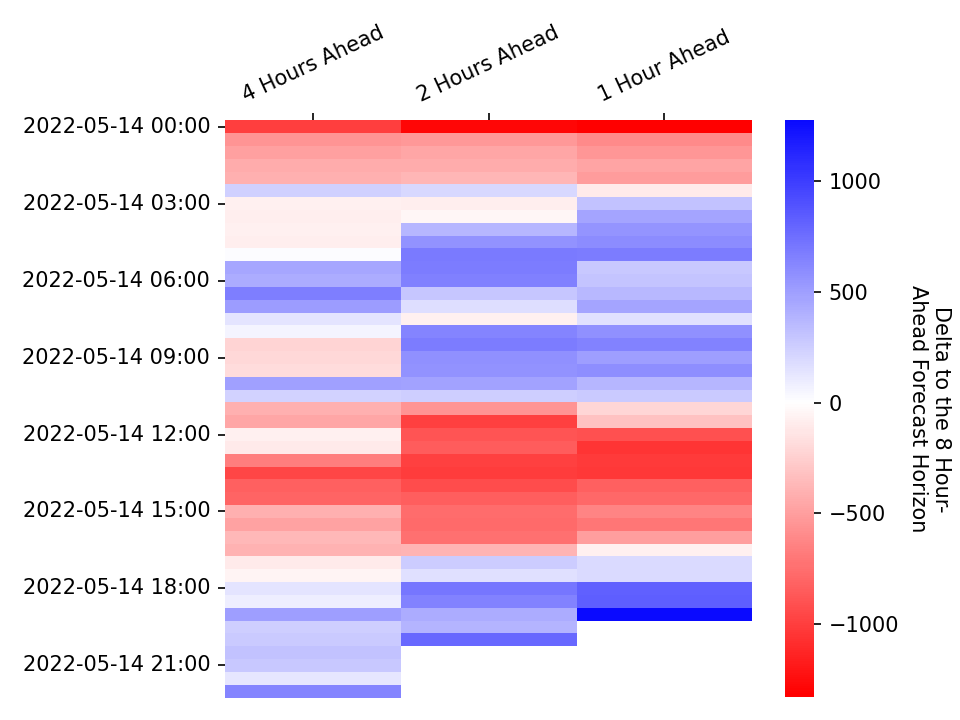 4 Hours Ahead
2 Hours Ahead
1 Hour Ahead
2022-05-14 00:00
2022-05-14 03:00
2022-05-14 06:00
2022-05-14 09:00
2022-05-14 12:00
2022-05-14 15:00
2022-05-14 18:00
2022-05-14 21:00
1000
500
0
−500
−1000
Delta to the 8 Hour-
Ahead Forecast Horizon